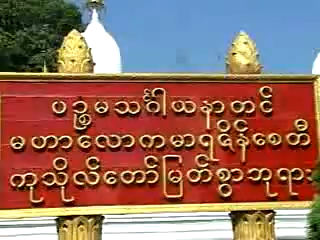 ပဉ္စမသင်္ဂါယနာတင်
မဟာလောကမာရဇိန်စေတီ
ကုသိုလ်တော်မြတ်စွာဘုရား